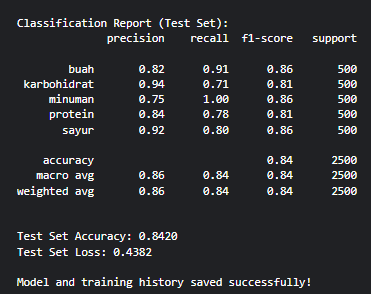 Classification Report (Test Set):
precision recall f1-score support
buah 0.82 0.91 0.86 500
karbohidrat 0.94 0.71 0.81 500
minuman 0.75 1.00 0.86 500
protein 0.84 0.78 0.81 500
sayur 0.92 0.80 0.86 500
accuracy 0.84 2500
macro avg 0.86 0.84 0.84 2500
weighted avg 0.86 0.84 0.84 2500
Test Set Accuracy: 0.8420
Test Set Loss: 0.4382
Model and training history saved successfully!